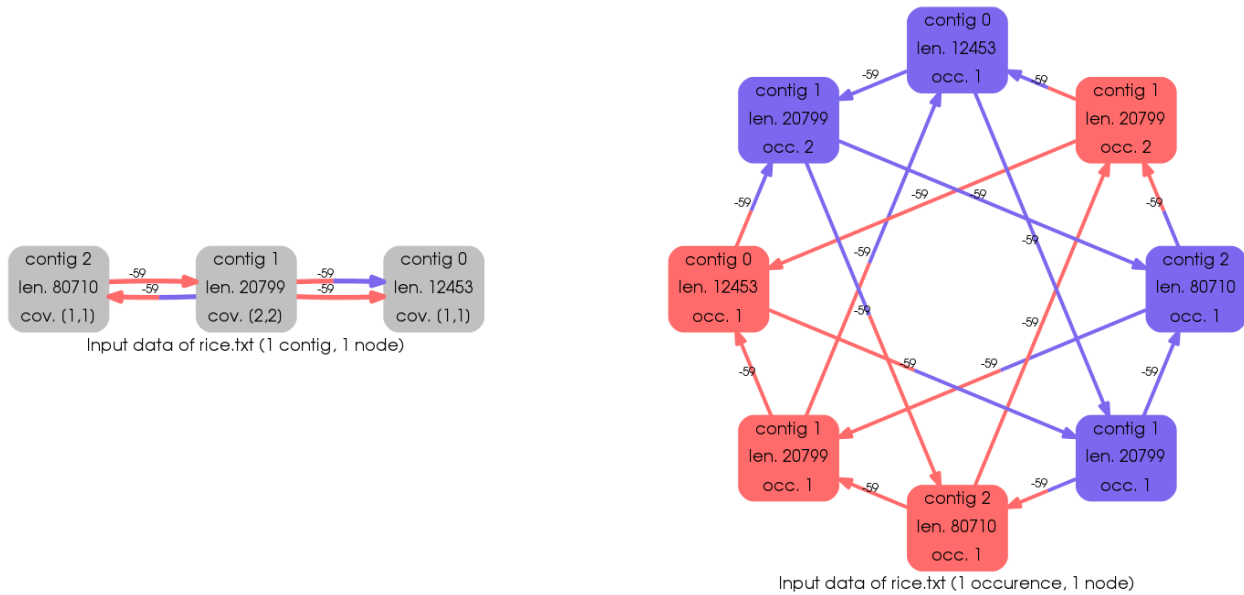 contig 2
len. 80710
cov. (1,1)
-59
-59
contig 1
len. 20799
cov. (2,2)
-59
-59
contig 0
len. 12453
cov. (1,1)
Input data of rice.txt (1 contig, 1 node)
contig 0
len. 12453
occ. 1
-59
-59
contig 1
len. 20799
occ. 2
contig 1
len. 20799
occ. 2
-59
-59
-59
-59
contig 0
len. 12453
occ. 1
-59
-59
contig 2
len. 80710
occ. 1
-59
-59
-59
-59
-59
-59
contig 1
len. 20799
occ. 1
contig 1
len. 20799
occ. 1
-59
-59
contig 2
len. 80710
occ. 1
Input data of rice.txt (1 occurence, 1 node)